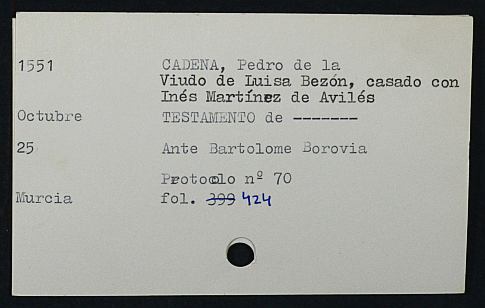 1551 CADENA, Pedro de la
Viudo de Luisa Bezón, casado con
Inés Martínez de Avilés
Octubre TESTAMENTO de -------
25 Ante Bartolome Borovia
Protocolo nº 70
Murcia fol. 399 424